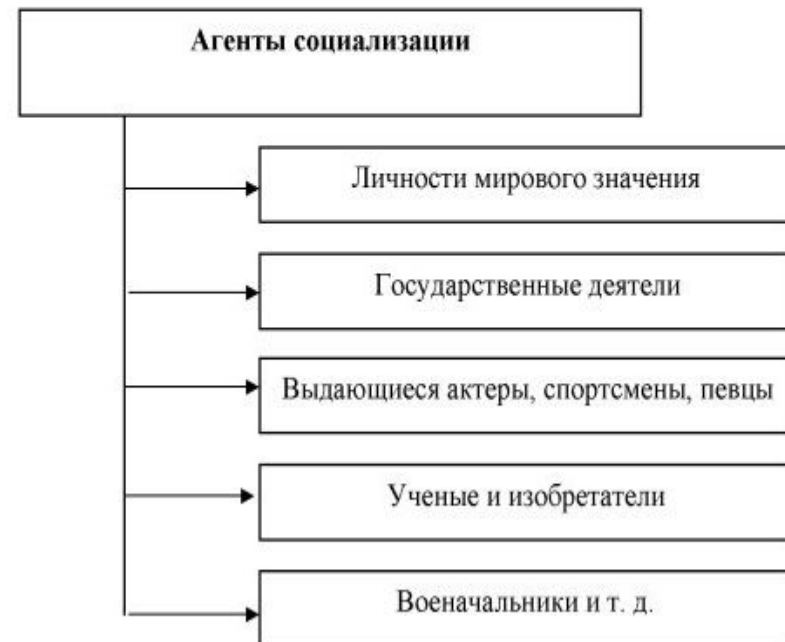 Агенты социализации
Личности мирового значения
Государственные деятели
Выдающиеся актеры, спортсмены, певцы
Ученые и изобретатели
Военачальники и т. д.